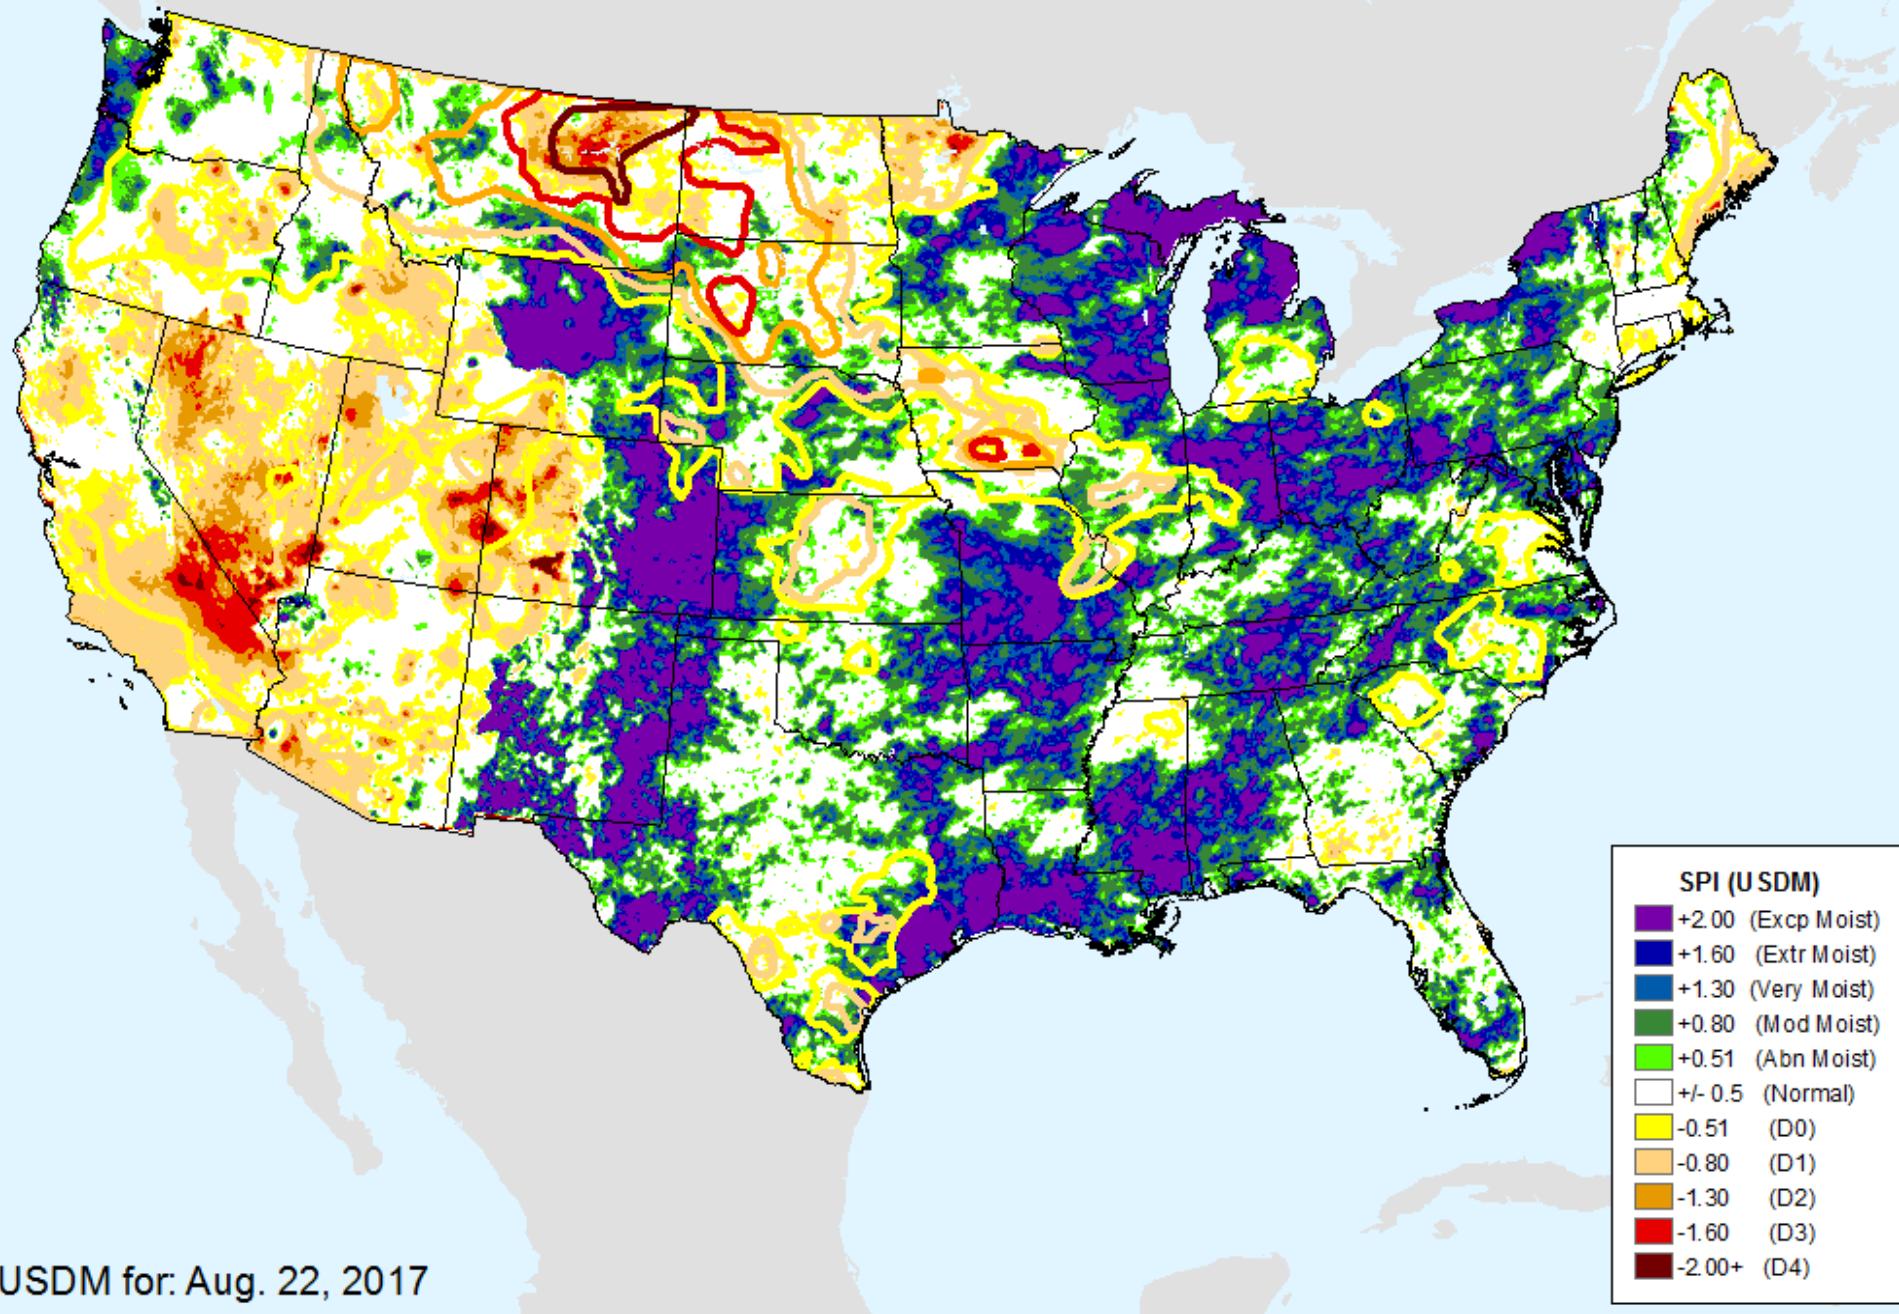 SPI (USDM)
+2.00 (Excp Moist)
+1.60 (Extr Moist)
+1.30 (Very Moist)
+0.80 (Mod Moist)
+0.51 (Abn Moist)
+/- 0.5 (Normal)
-0.51 (D0)
-0.80 (D1)
-1.30 (D2)
-1.60 (D3)
-2.00+ (D4)
USDM for: Aug. 22, 2017